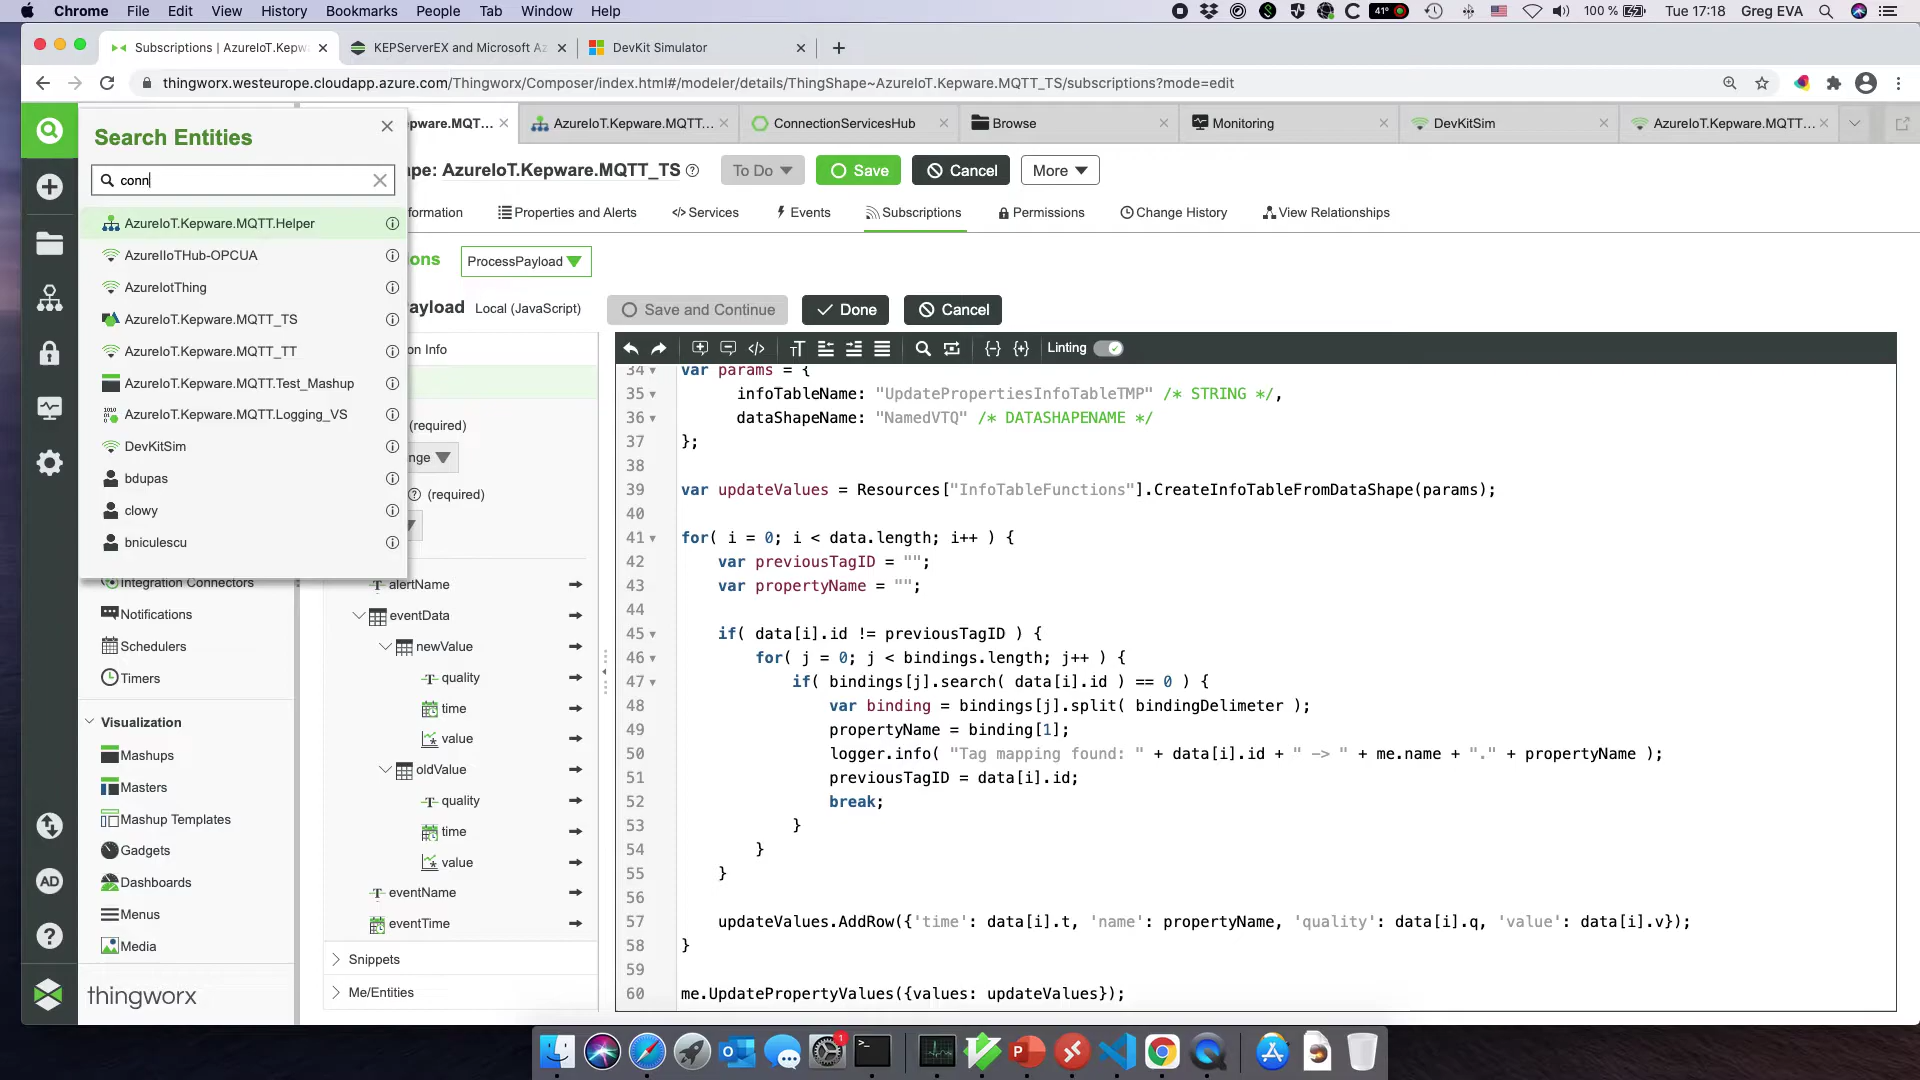 Chrome File Edit View History Bookmarks People Tab Window Help 41° 100 % Tue 17:18 Greg EVA
Subscriptions | AzureIoT.Kepwa
KEPServerEX and Microsoft Az
DevKit Simulator
thingworx.westeurope.cloudapp.azure.com/Thingworx/Composer/index.html#/modeler/details/ThingShape~AzureIoT.Kepware.MQTT_TS/subscriptions?mode=edit
Search Entities
conn
AzureIoT.Kepware.MQTT.Helper
AzureIIoTHub-OPCUA
AzureIotThing
AzureIoT.Kepware.MQTT_TS
AzureIoT.Kepware.MQTT_TT
AzureIoT.Kepware.MQTT.Test_Mashup
AzureIoT.Kepware.MQTT.Logging_VS
DevKitSim
bdupas
clowy
bniculescu
Integration Connectors
Notifications
Schedulers
Timers
Visualization
Mashups
Masters
Mashup Templates
Gadgets
Dashboards
Menus
Media
AD
thingworx
pware.MQT...
AzureIoT.Kepware.MQTT...
ConnectionServicesHub
Browse
Monitoring
DevKitSim
AzureIoT.Kepware.MQTT...
pe: AzureIoT.Kepware.MQTT_TS
To Do
Save
Cancel
More
formation
Properties and Alerts
Services
Events
Subscriptions
Permissions
Change History
View Relationships
ons
ProcessPayload
ayload Local (JavaScript)
Save and Continue
Done
Cancel
on Info
(required)
nge
(required)
alertName
eventData
newValue
quality
time
value
oldValue
quality
time
value
eventName
eventTime
Snippets
Me/Entities
Linting
34 var params = {
35 infoTableName: "UpdatePropertiesInfoTableTMP" /* STRING */,
36 dataShapeName: "NamedVTQ" /* DATASHAPENAME */
37 };
38
39 var updateValues = Resources["InfoTableFunctions"].CreateInfoTableFromDataShape(params);
40
41 for( i = 0; i < data.length; i++ ) {
42 var previousTagID = "";
43 var propertyName = "";
44
45 if( data[i].id != previousTagID ) {
46 for( j = 0; j < bindings.length; j++ ) {
47 if( bindings[j].search( data[i].id ) == 0 ) {
48 var binding = bindings[j].split( bindingDelimeter );
49 propertyName = binding[1];
50 logger.info( "Tag mapping found: " + data[i].id + " -> " + me.name + "." + propertyName );
51 previousTagID = data[i].id;
52 break;
53 }
54 }
55 }
56
57 updateValues.AddRow({'time': data[i].t, 'name': propertyName, 'quality': data[i].q, 'value': data[i].v});
58 }
59
60 me.UpdatePropertyValues({values: updateValues});
1